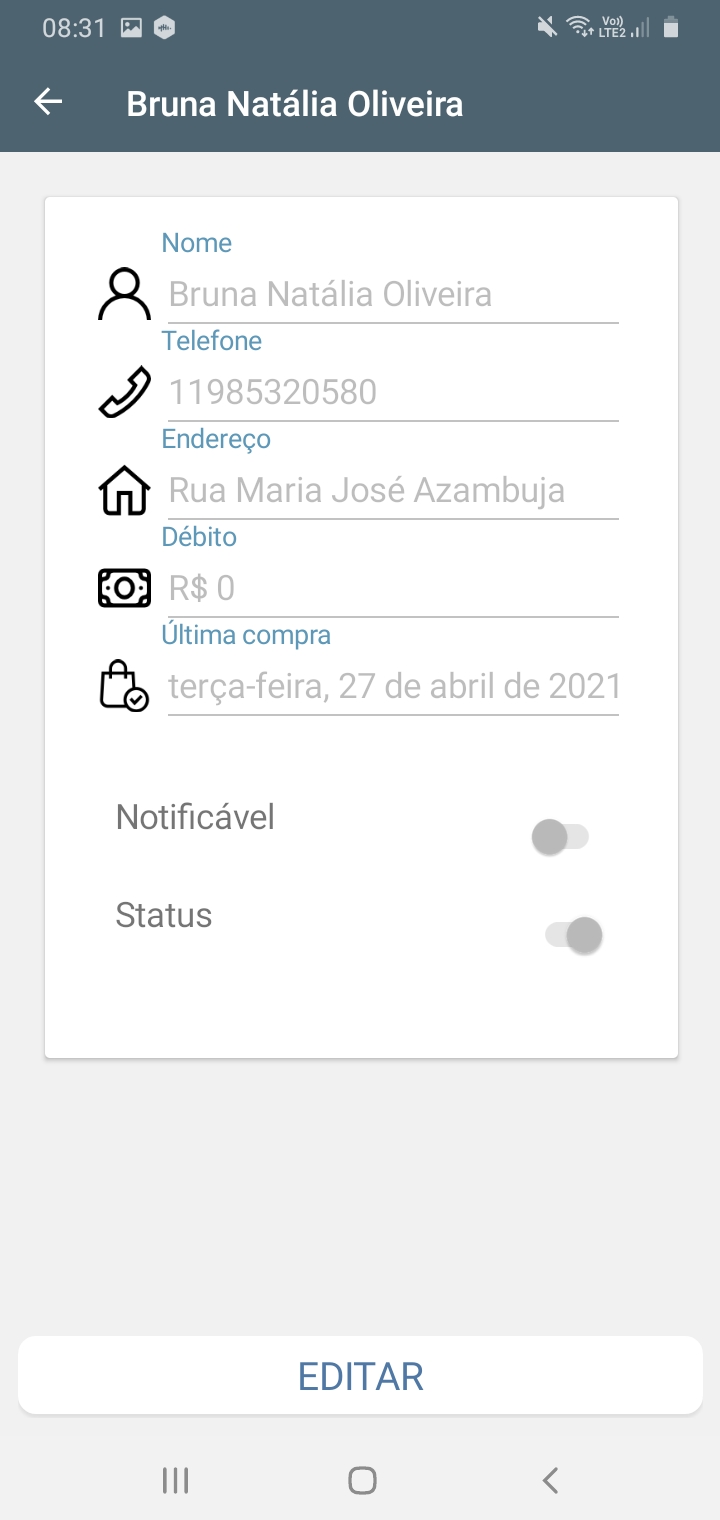 08:31
Vo))
LTE2
Bruna Natália Oliveira
Nome
Bruna Natália Oliveira
Telefone
11985320580
Endereço
Rua Maria José Azambuja
Débito
R$ 0
Última compra
terça-feira, 27 de abril de 2021
Notificável
Status
EDITAR